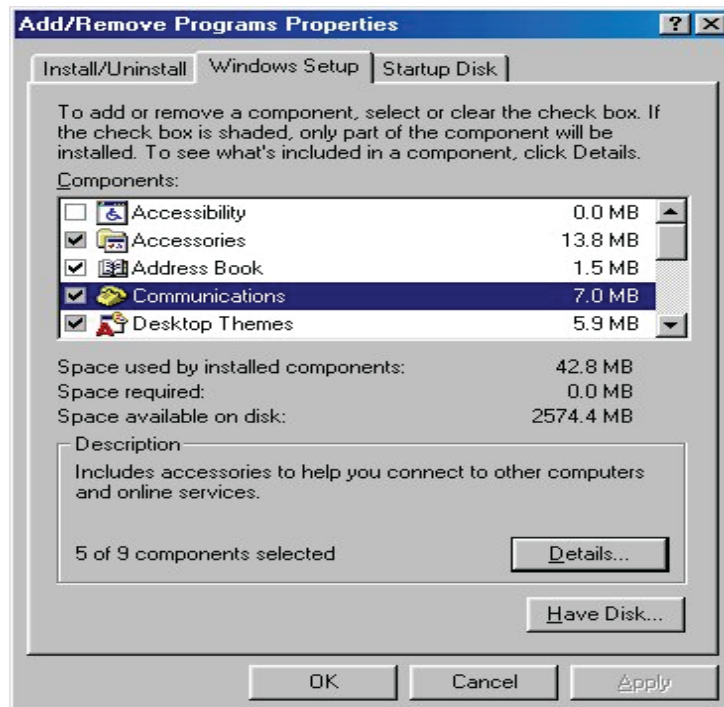 Add/Remove Programs Properties
Install/Uninstall Windows Setup Startup Disk
To add or remove a component, select or clear the check box. If
the check box is shaded, only part of the component will be
installed. To see what's included in a component, click Details.
Components:
Accessibility 0.0 MB
Accessories 13.8 MB
Address Book 1.5 MB
Communications 7.0 MB
Desktop Themes 5.9 MB
Space used by installed components: 42.8 MB
Space required: 0.0 MB
Space available on disk: 2574.4 MB
Description
Includes accessories to help you connect to other computers
and online services.
5 of 9 components selected Details...
Have Disk...
OK Cancel Apply